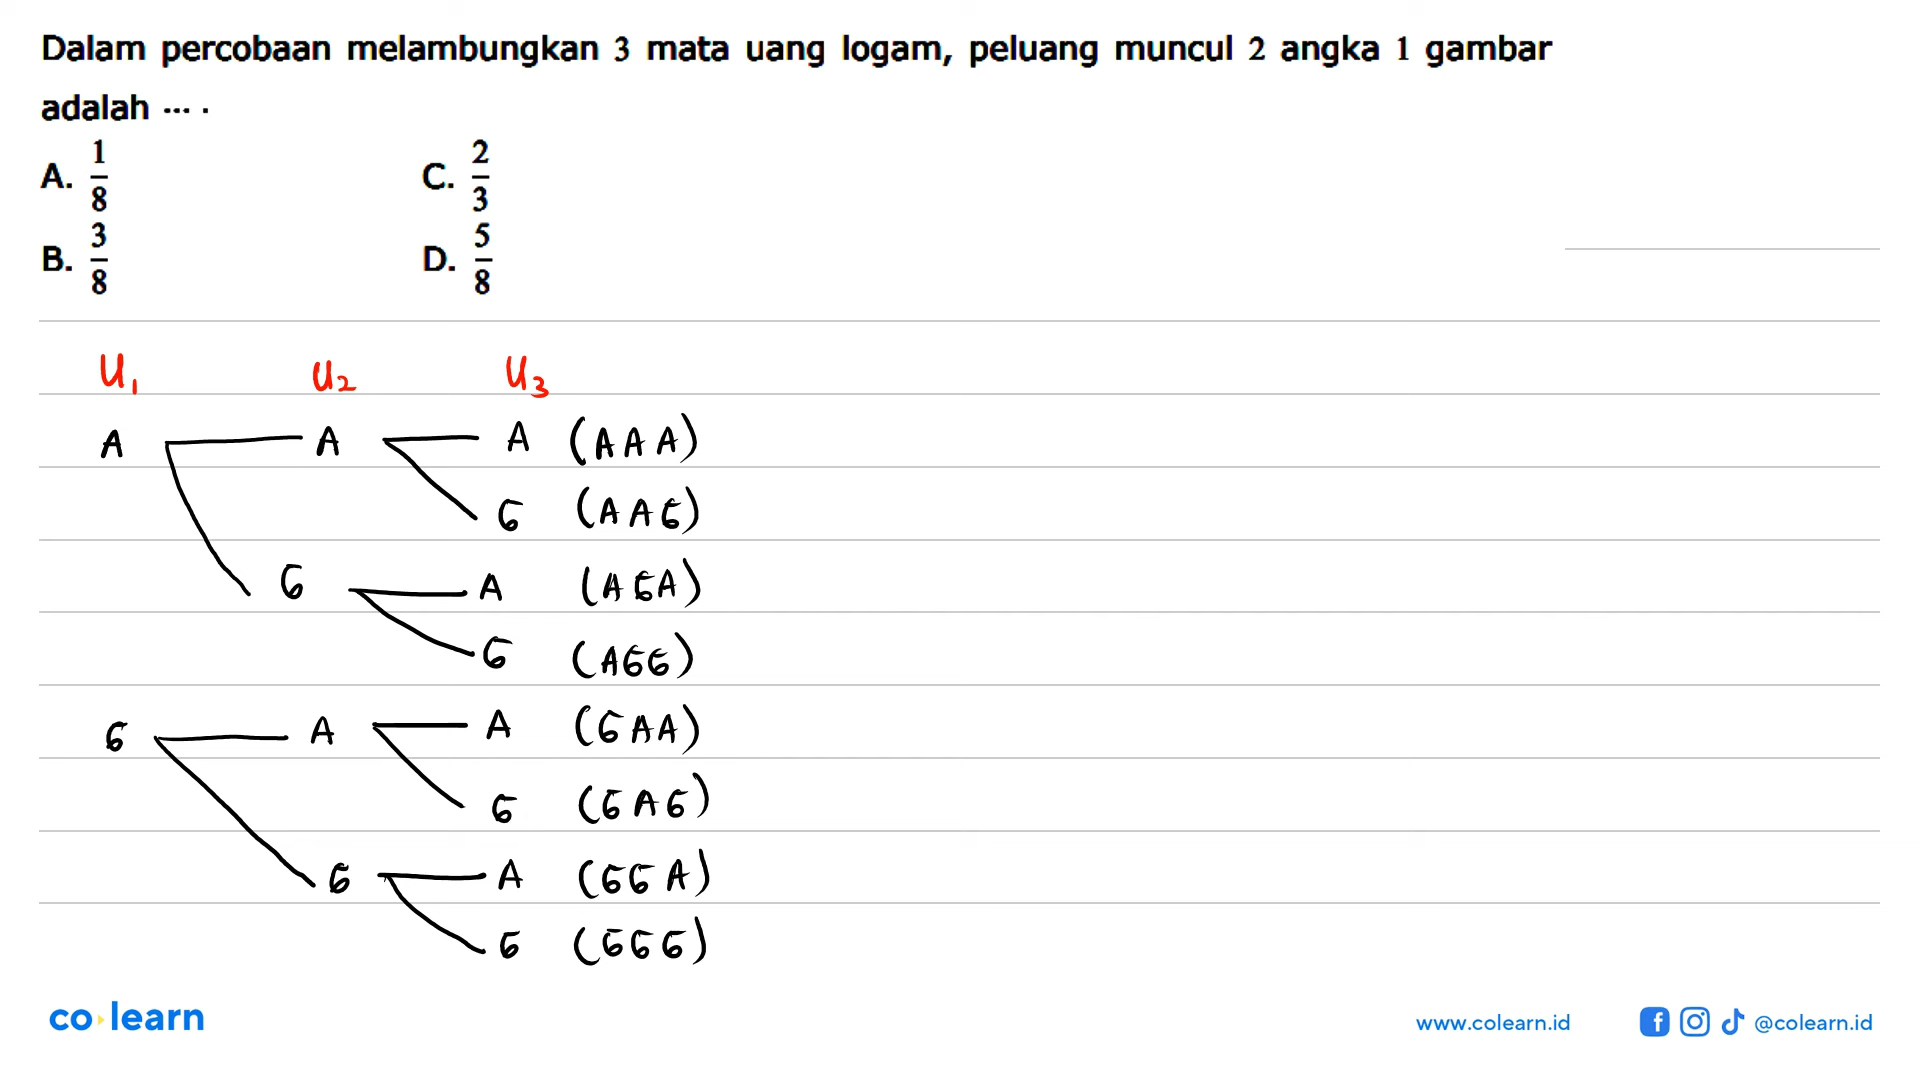 Dalam percobaan melambungkan 3 mata uang logam, peluang muncul 2 angka 1 gambar
adalah ... .
A. 1/8
C. 2/3
B. 3/8
D. 5/8
U1 U2 U3
A A A (AAA)
G (AAG)
G A (AGA)
G (AGG)
G A A (GAA)
G (GAG)
G A (GGA)
G (GGG)
co learn
www.colearn.id @colearn.id